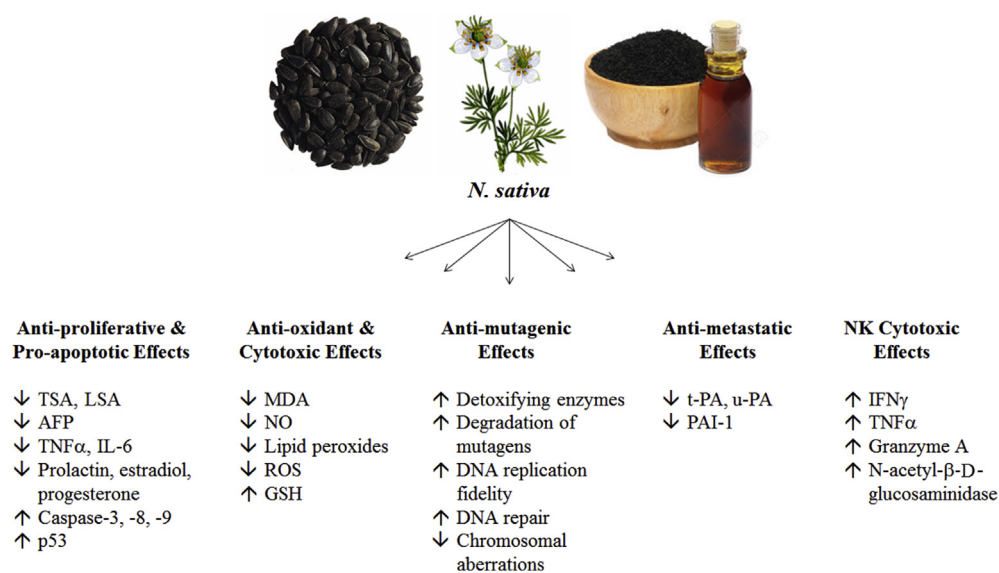 N. sativa
Anti-proliferative &
Pro-apoptotic Effects
↓ TSA, LSA
↓ AFP
↓ TNFα, IL-6
↓ Prolactin, estradiol,
progesterone
↑ Caspase-3, -8, -9
↑ p53
Anti-oxidant &
Cytotoxic Effects
↓ MDA
↓ NO
↓ Lipid peroxides
↓ ROS
↑ GSH
Anti-mutagenic
Effects
↑ Detoxifying enzymes
↑ Degradation of
mutagens
↑ DNA replication
fidelity
↑ DNA repair
↓ Chromosomal
aberrations
Anti-metastatic
Effects
↓ t-PA, u-PA
↓ PAI-1
NK Cytotoxic
Effects
↑ IFNγ
↑ TNFα
↑ Granzyme A
↑ N-acetyl-β-D-
glucosaminidase